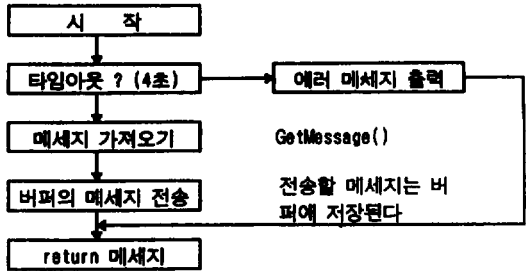 시 작
타임아웃 ? (4초)
에러 메세지 출력
메세지 가져오기
GetMessage()
버퍼의 메세지 전송
전송할 메세지는 버
퍼에 저장된다
return 메세지